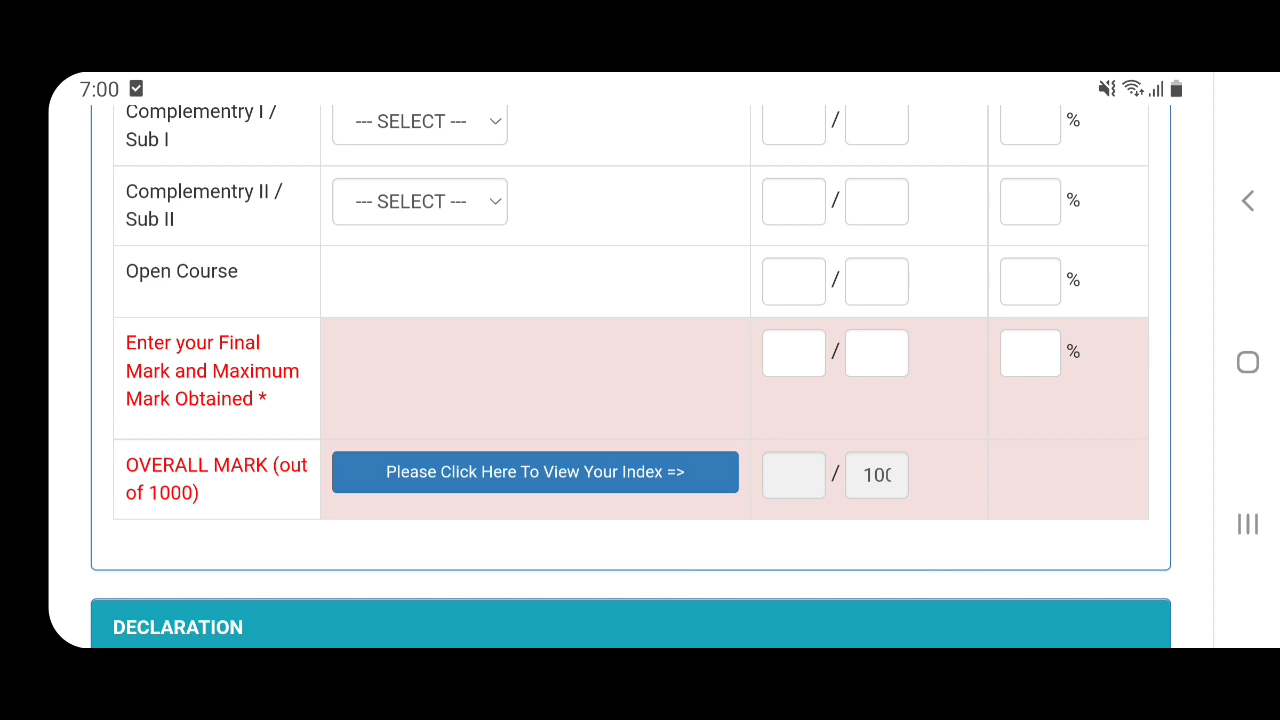 7:00
Complementry I /
Sub I
--- SELECT ---
/
%
Complementry II /
Sub II
--- SELECT ---
/
%
Open Course
/
%
Enter your Final
Mark and Maximum
Mark Obtained *
/
%
OVERALL MARK (out
of 1000)
Please Click Here To View Your Index =>
/
DECLARATION